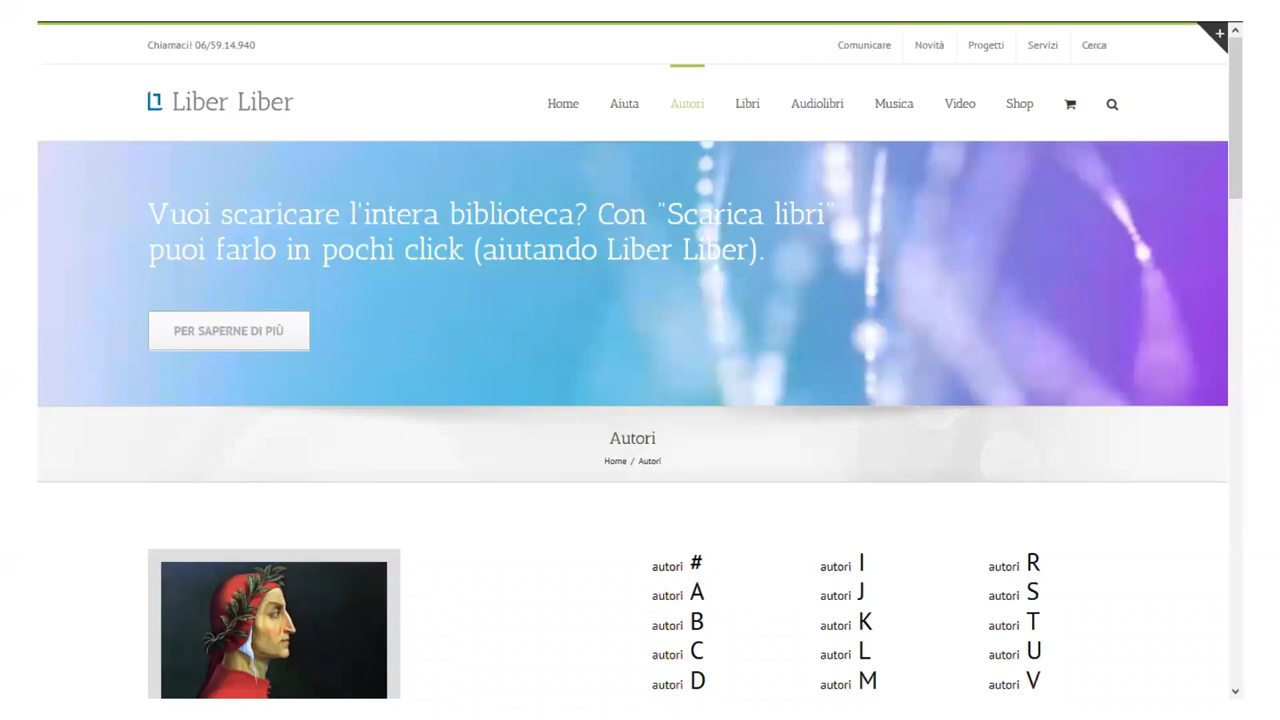 Chiamaci! 06/59.14.940
Comunicare Novità Progetti Servizi Cerca
+
Liber Liber
Home Aiuta Autori Libri Audiolibri Musica Video Shop
Vuoi scaricare l'intera biblioteca? Con "Scarica libri"
puoi farlo in pochi click (aiutando Liber Liber).
PER SAPERNE DI PIÙ
Autori
Home / Autori
autori # autori I autori R
autori A autori J autori S
autori B autori K autori T
autori C autori L autori U
autori D autori M autori V